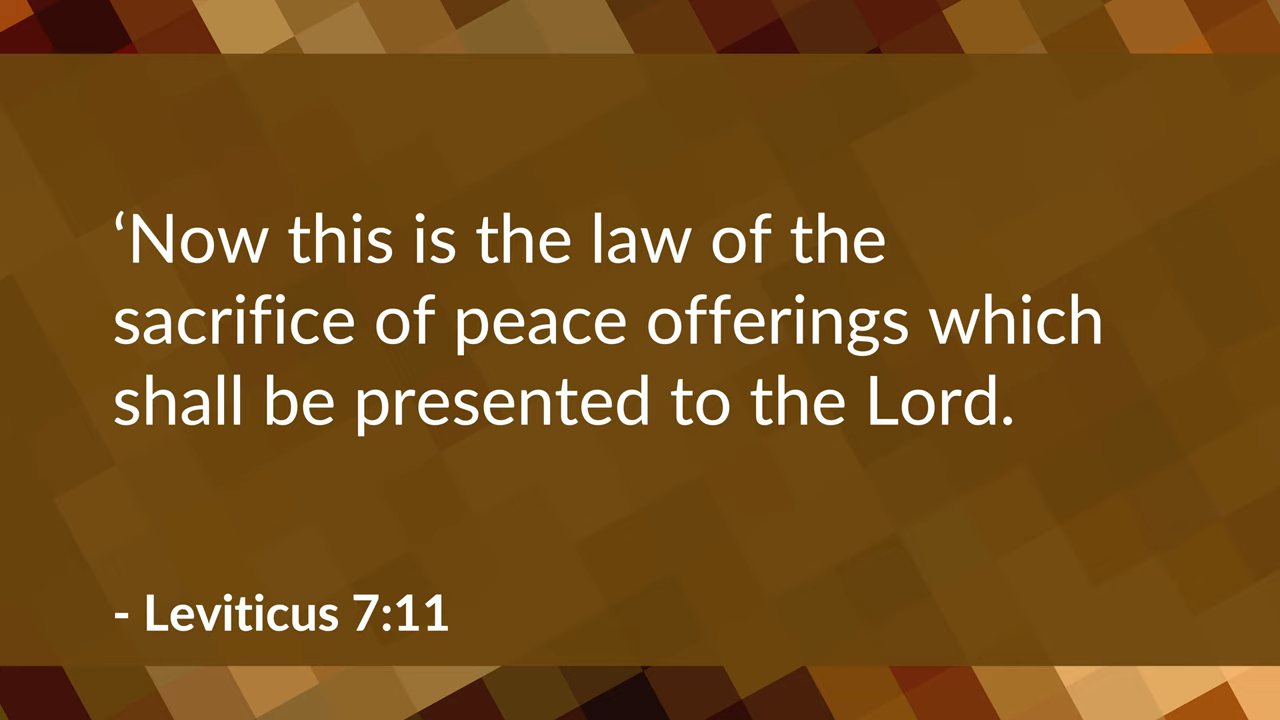 ‘Now this is the law of the
sacrifice of peace offerings which
shall be presented to the Lord.
- Leviticus 7:11